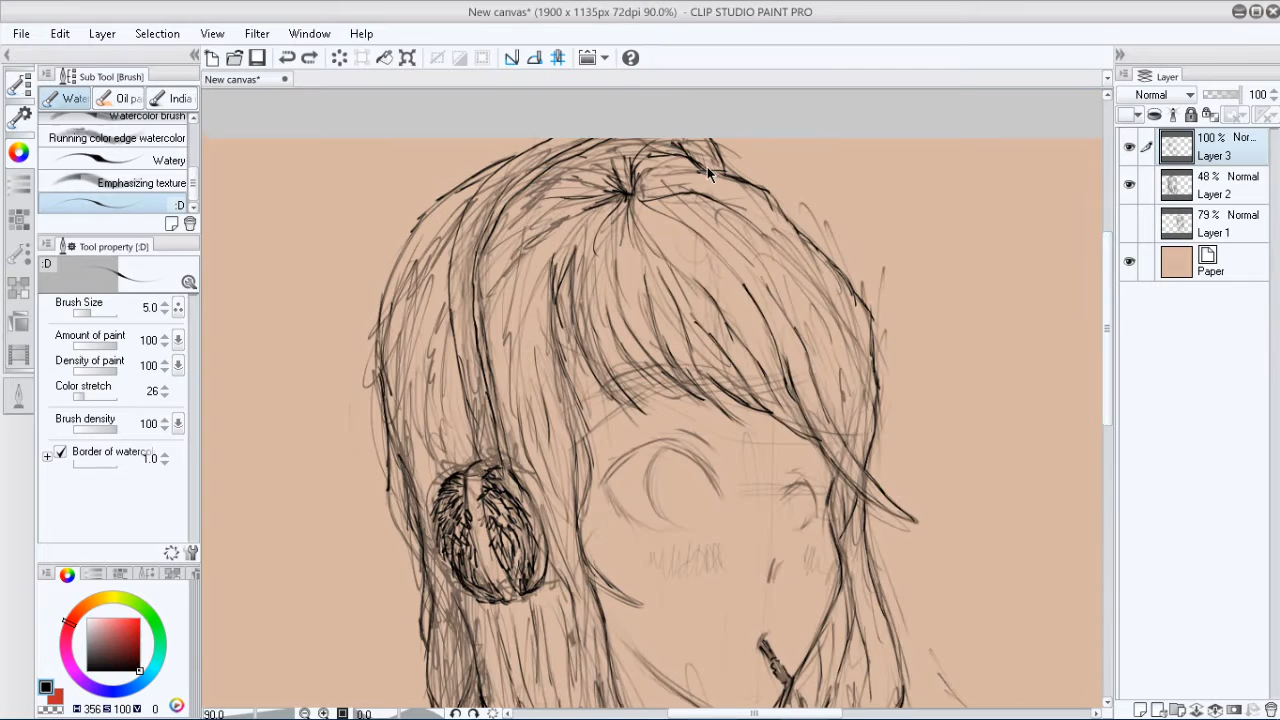 New canvas* (1900 x 1135px 72dpi 90.0%) - CLIP STUDIO PAINT PRO
File Edit Layer Selection View Filter Window Help
Sub Tool [Brush]
New canvas*
Layer
Wate Oil pa India
Normal 100
Watercolor brush
Running color edge watercolor
Watery
Emphasizing texture
:D
100 % Nor...
Layer 3
48 % Normal
Layer 2
79 % Normal
Layer 1
Paper
Tool property [:D]
:D
Brush Size 5.0
Amount of paint 100
Density of paint 100
Color stretch 26
Brush density 100
Border of waterco 1.0
H 356 S 100 V 0
90.0 0.0